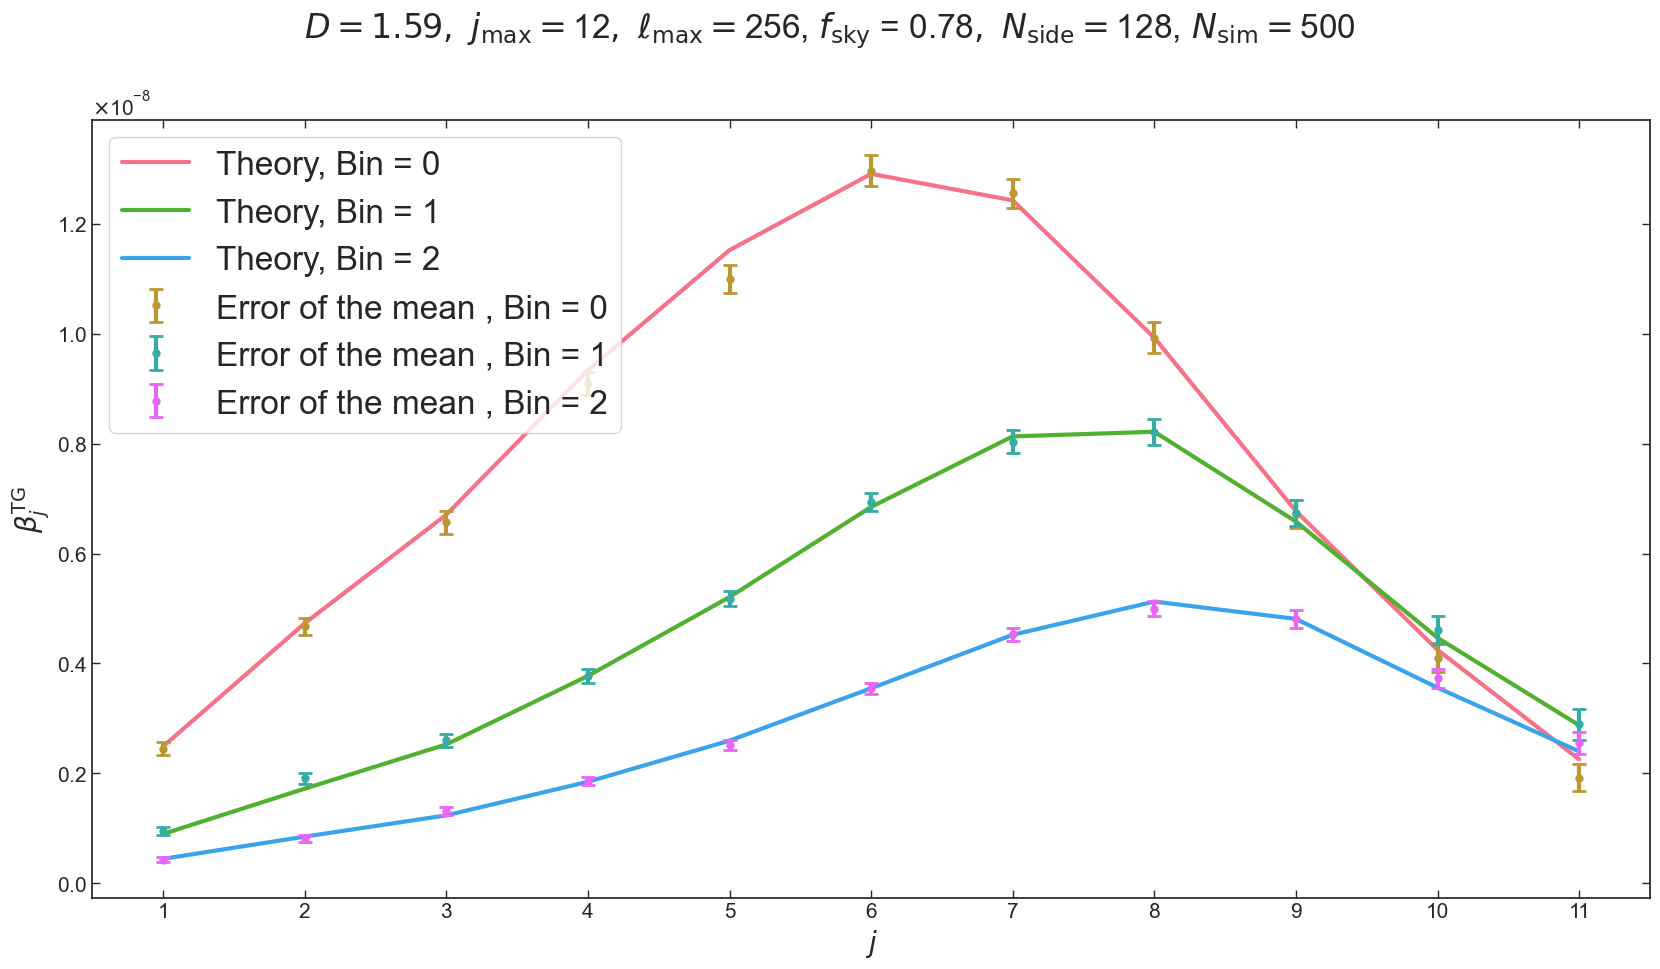 D = 1.59, j_max = 12, ℓ_max = 256, f_sky = 0.78, N_side = 128, N_sim = 500
×10⁻⁸
Theory, Bin = 0
Theory, Bin = 1
Theory, Bin = 2
Error of the mean , Bin = 0
Error of the mean , Bin = 1
Error of the mean , Bin = 2
1.2
1.0
0.8
0.6
0.4
0.2
0.0
β_j^TG
1 2 3 4 5 6 7 8 9 10 11
j